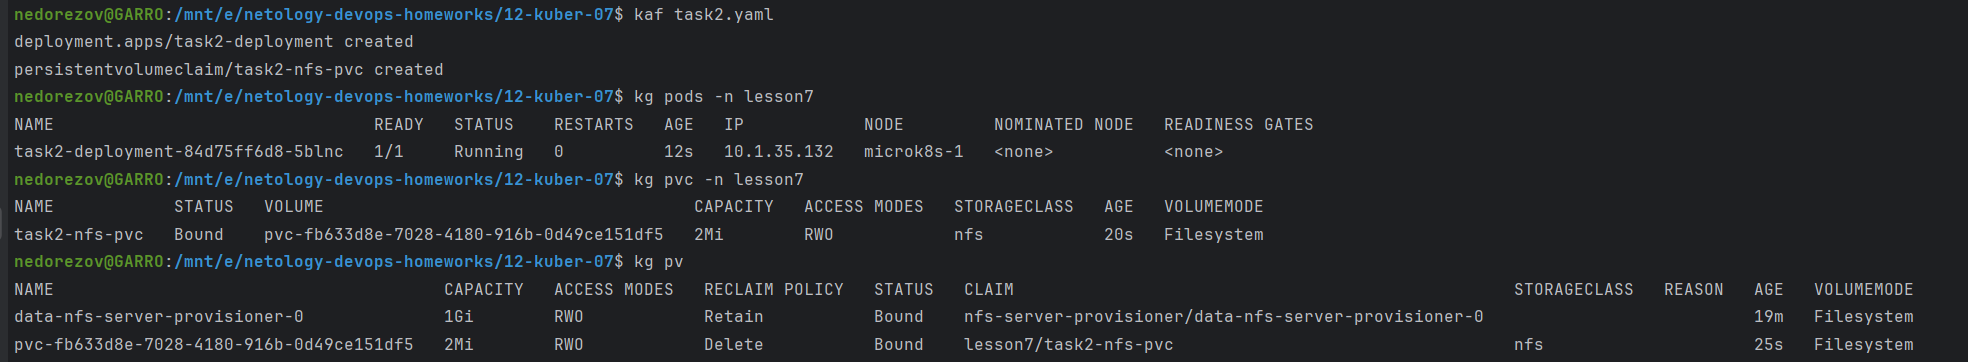 nedorezov@GARRO:/mnt/e/netology-devops-homeworks/12-kuber-07$ kaf task2.yaml
deployment.apps/task2-deployment created
persistentvolumeclaim/task2-nfs-pvc created
nedorezov@GARRO:/mnt/e/netology-devops-homeworks/12-kuber-07$ kg pods -n lesson7
NAME                                READY   STATUS    RESTARTS   AGE   IP            NODE         NOMINATED NODE   READINESS GATES
task2-deployment-84d75ff6d8-5blnc   1/1     Running   0          12s   10.1.35.132   microk8s-1   <none>           <none>
nedorezov@GARRO:/mnt/e/netology-devops-homeworks/12-kuber-07$ kg pvc -n lesson7
NAME            STATUS   VOLUME                                     CAPACITY   ACCESS MODES   STORAGECLASS   AGE   VOLUMEMODE
task2-nfs-pvc   Bound    pvc-fb633d8e-7028-4180-916b-0d49ce151df5   2Mi        RWO            nfs            20s   Filesystem
nedorezov@GARRO:/mnt/e/netology-devops-homeworks/12-kuber-07$ kg pv
NAME                                       CAPACITY   ACCESS MODES   RECLAIM POLICY   STATUS   CLAIM                                                  STORAGECLASS   REASON   AGE   VOLUMEMODE
data-nfs-server-provisioner-0              1Gi        RWO            Retain           Bound    nfs-server-provisioner/data-nfs-server-provisioner-0                           19m   Filesystem
pvc-fb633d8e-7028-4180-916b-0d49ce151df5   2Mi        RWO            Delete           Bound    lesson7/task2-nfs-pvc                                  nfs                     25s   Filesystem